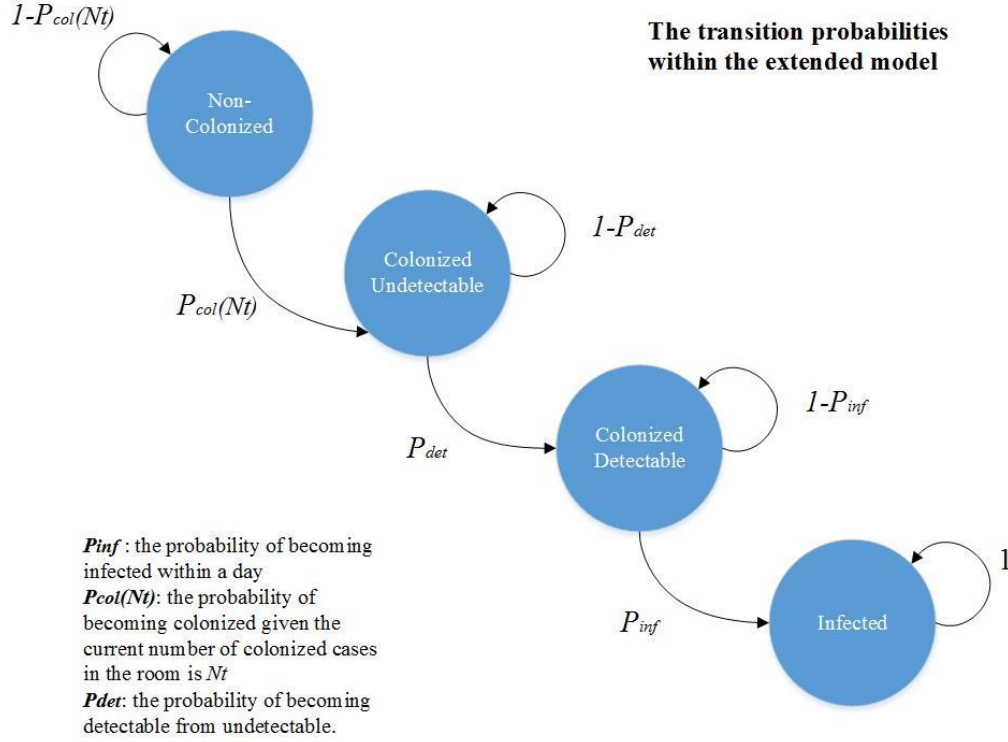 1-Pcol(Nt)
The transition probabilities
within the extended model
Non-
Colonized
1-Pdet
Colonized
Undetectable
Pcol(Nt)
1-Pinf
Pdet
Colonized
Detectable
Pinf : the probability of becoming
infected within a day
Pcol(Nt): the probability of
becoming colonized given the
current number of colonized cases
in the room is Nt
Pdet: the probability of becoming
detectable from undetectable.
1
Pinf
Infected